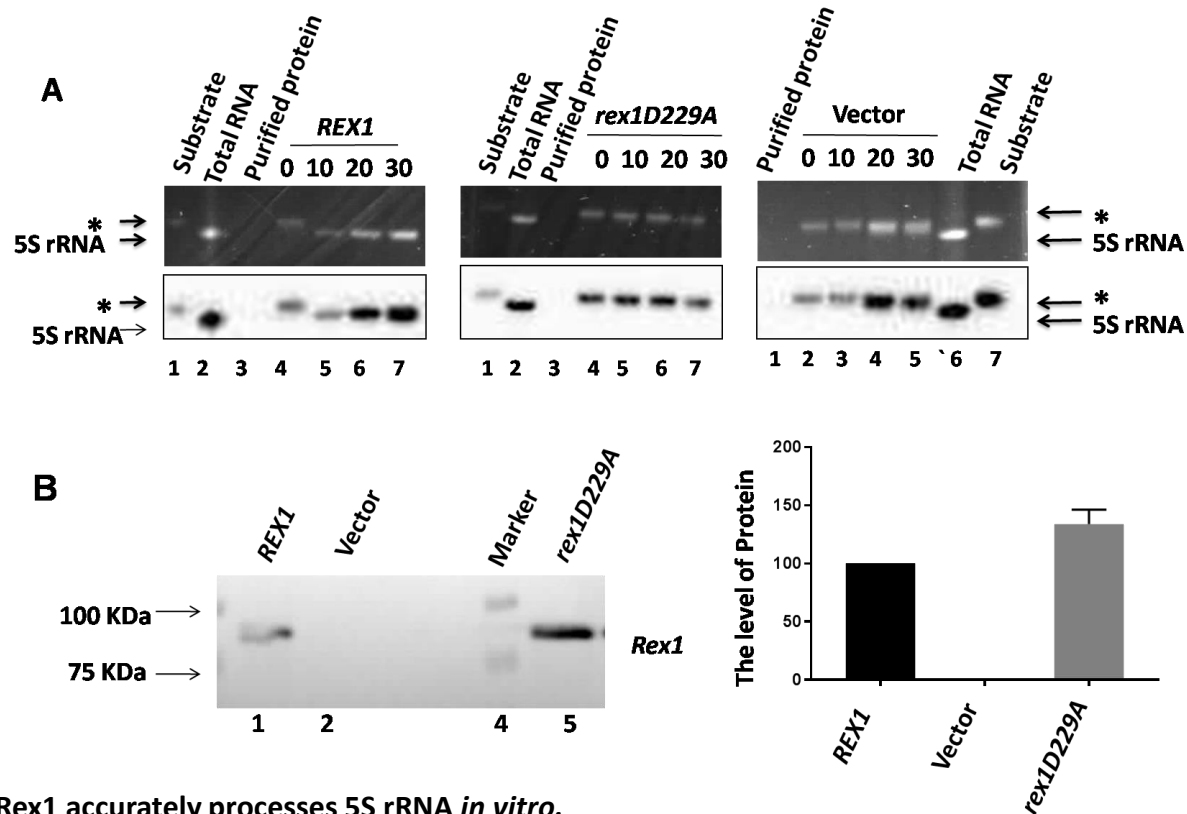 A
Substrate
Total RNA
Purified protein
REX1
0 10 20 30
*
5S rRNA
*
5S rRNA
1 2 3 4 5 6 7
Substrate
Total RNA
Purified protein
rex1D229A
0 10 20 30
1 2 3 4 5 6 7
Purified protein
Vector
0 10 20 30
Total RNA
Substrate
*
5S rRNA
*
5S rRNA
1 2 3 4 5 `6 7
B
REX1
Vector
Marker
rex1D229A
100 KDa
75 KDa
Rex1
1 2 4 5
The level of Protein
200
150
100
50
0
REX1
Vector
rex1D229A
Rex1 accurately processes 5S rRNA in vitro.